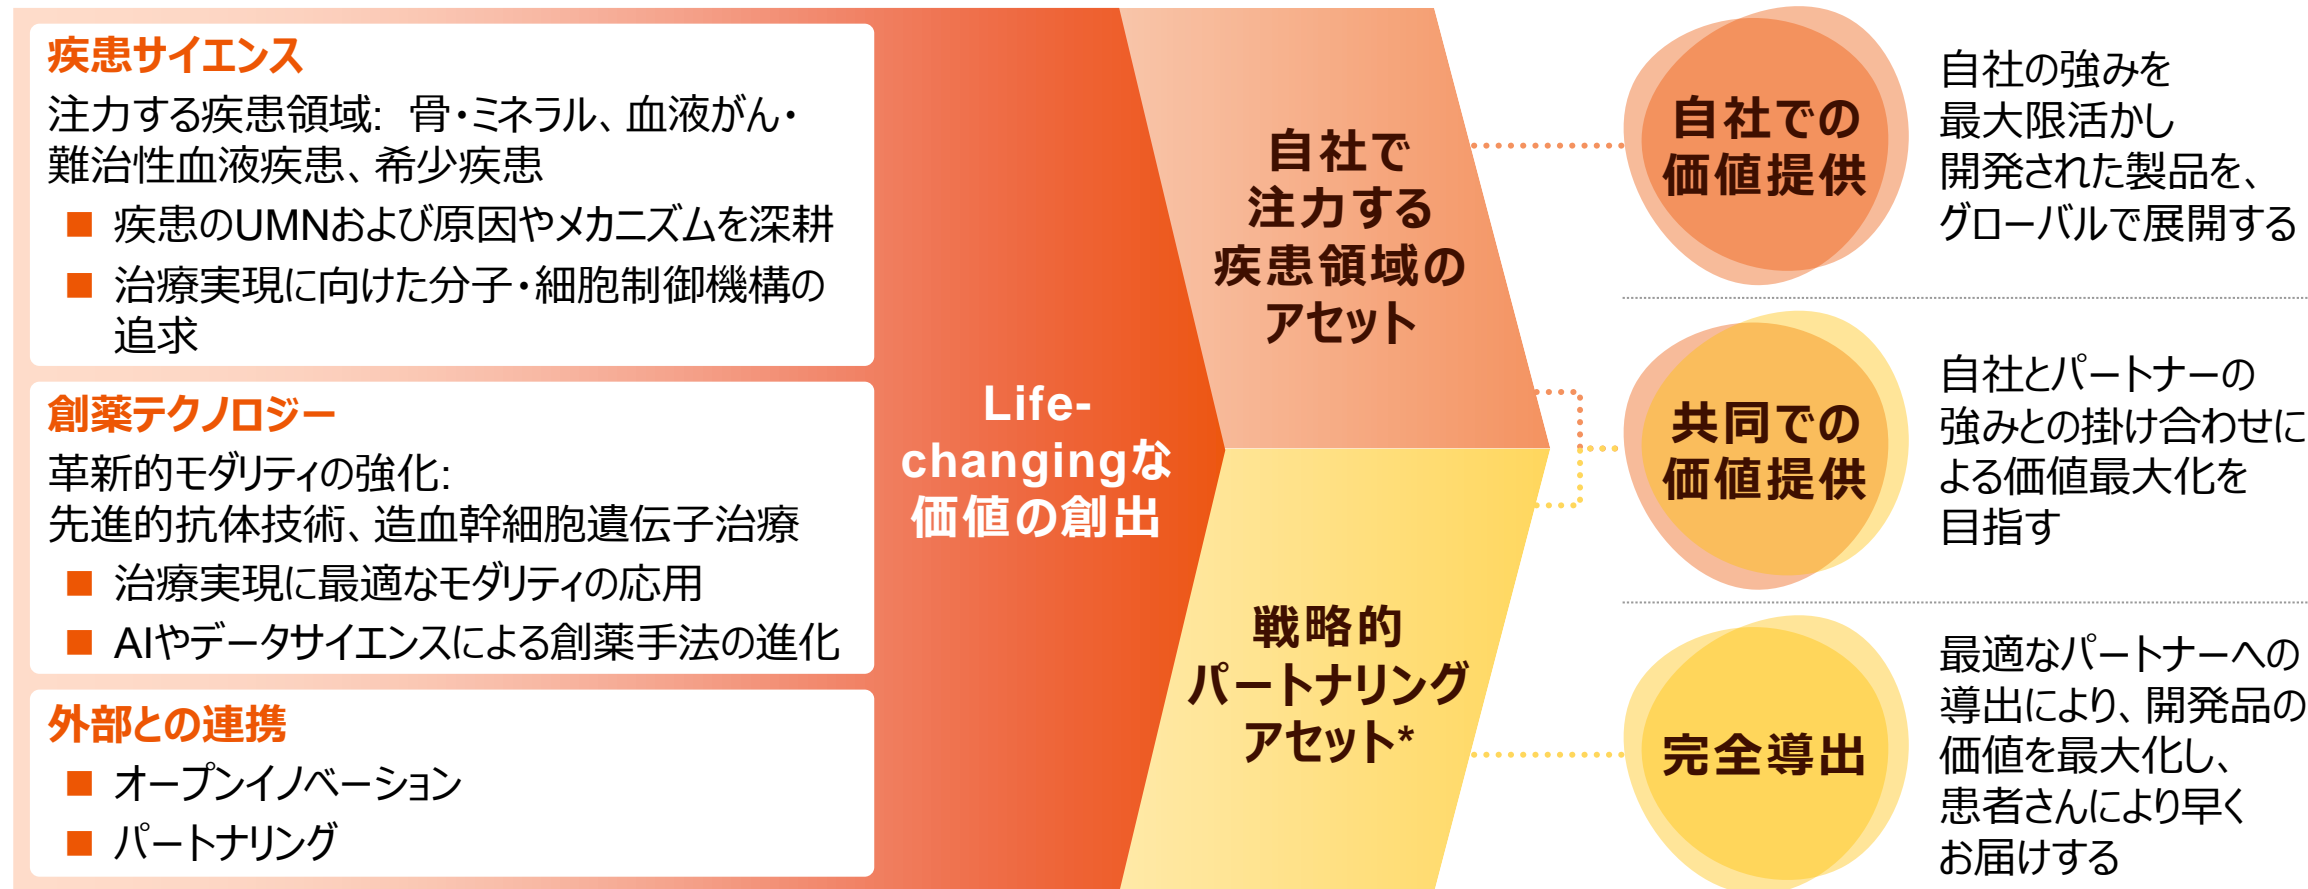 疾患サイエンス
注力する疾患領域: 骨・ミネラル、血液がん・
難治性血液疾患、希少疾患
■ 疾患のUMNおよび原因やメカニズムを深耕
■ 治療実現に向けた分子・細胞制御機構の
追求
創薬テクノロジー
革新的モダリティの強化:
先進的抗体技術、造血幹細胞遺伝子治療
■ 治療実現に最適なモダリティの応用
■ AIやデータサイエンスによる創薬手法の進化
外部との連携
■ オープンイノベーション
■ パートナリング
Life-
changingな
価値の創出
自社で
注力する
疾患領域の
アセット
戦略的
パートナリング
アセット*
自社での
価値提供
自社の強みを
最大限活かし
開発された製品を、
グローバルで展開する
共同での
価値提供
自社とパートナーの
強みとの掛け合わせに
よる価値最大化を
目指す
完全導出
最適なパートナーへの
導出により、開発品の
価値を最大化し、
患者さんにより早く
お届けする